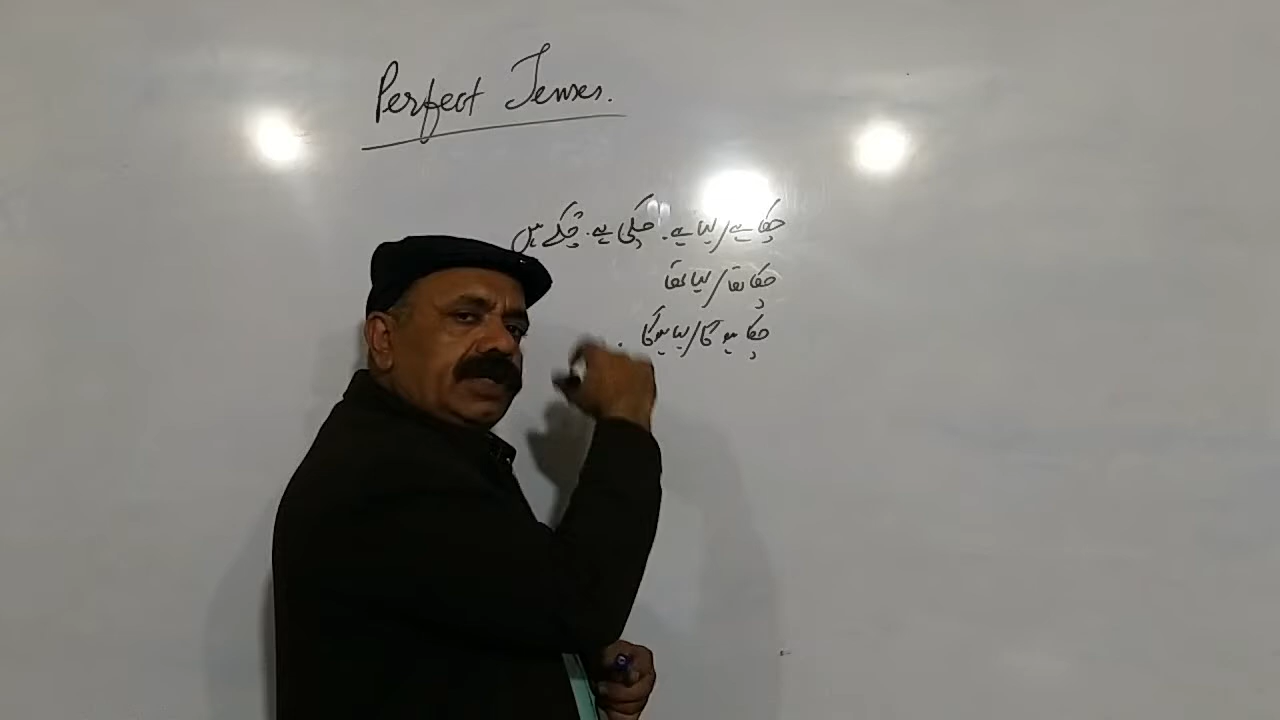 Perfect Tenses.
چکا ہے / لیا ہے. چکی ہے. چکے ہیں
چکا تھا / لیا تھا
چکا ہو گا / لیا ہو گا.